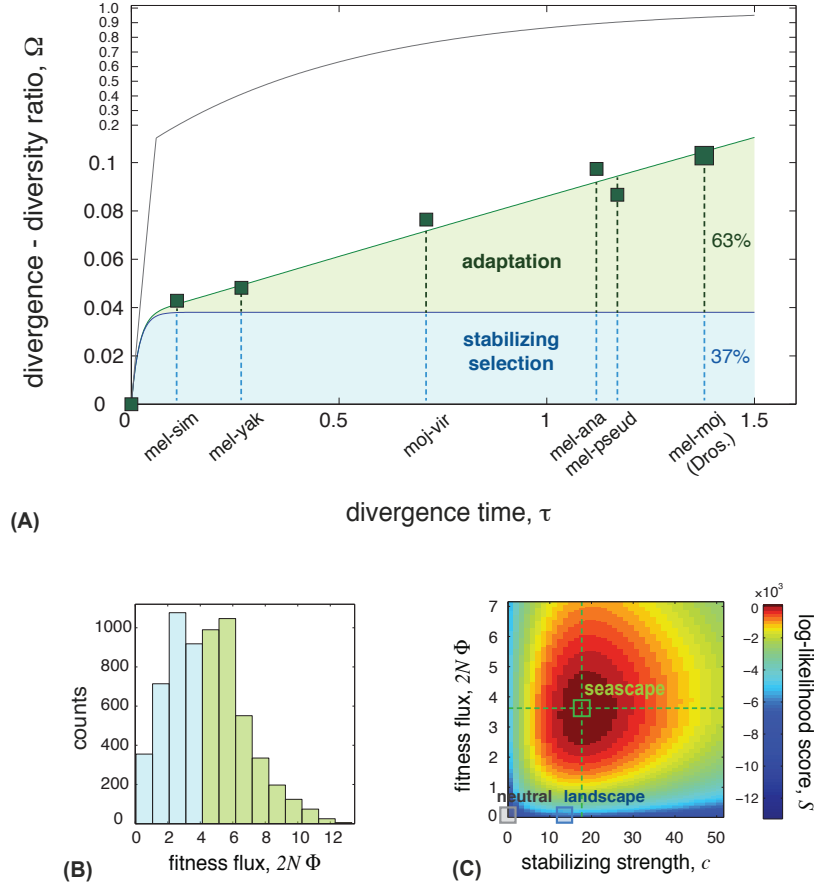 divergence - diversity ratio, Ω
1.0
0.9
0.8
0.7
0.6
0.5
0.4
0.3
0.2
0.1
0.08
0.06
0.04
0.02
0
adaptation
63%
stabilizing
selection
37%
0
0.5
1
1.5
mel-sim
mel-yak
moj-vir
mel-ana
mel-pseud
mel-moj
(Dros.)
(A)
divergence time, τ
counts
1000
800
600
400
200
0
0 2 4 6 8 10 12
fitness flux, 2N Φ
(B)
fitness flux, 2N Φ
7
6
5
4
3
2
1
0
seascape
neutral
landscape
0 10 20 30 40 50
stabilizing strength, c
(C)
×10³
0
−2
−4
−6
−8
−10
−12
log-likelihood score, S